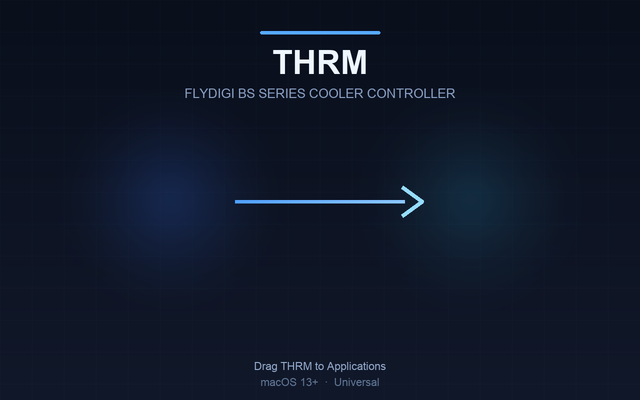 THRM
FLYDIGI BS SERIES COOLER CONTROLLER
Drag THRM to Applications
macOS 13+ · Universal